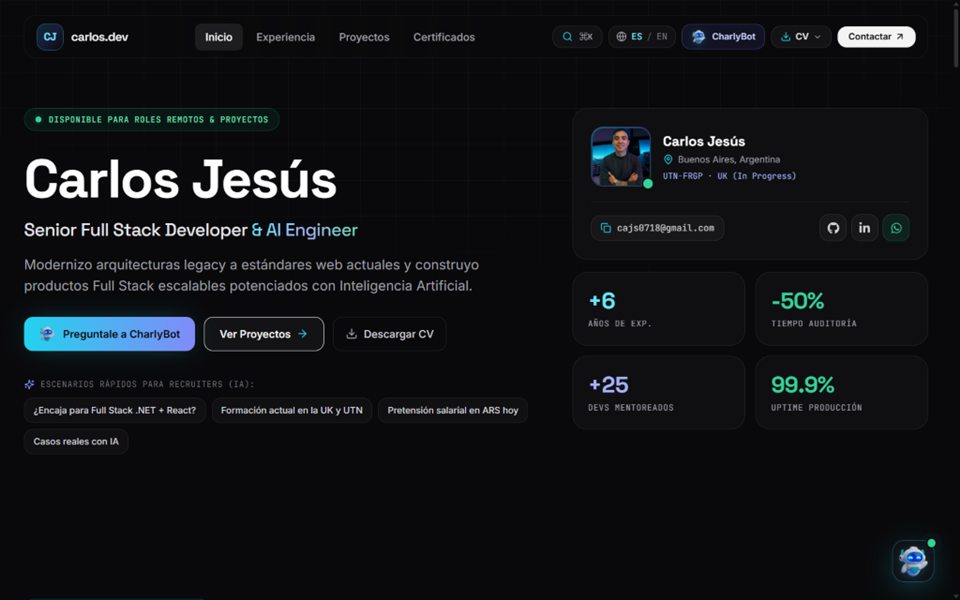 CJ carlos.dev Inicio Experiencia Proyectos Certificados ⌘K ES / EN CharlyBot CV Contactar ↗
DISPONIBLE PARA ROLES REMOTOS & PROYECTOS
Carlos Jesús
Senior Full Stack Developer & AI Engineer
Modernizo arquitecturas legacy a estándares web actuales y construyo
productos Full Stack escalables potenciados con Inteligencia Artificial.
Preguntale a CharlyBot Ver Proyectos → Descargar CV
ESCENARIOS RÁPIDOS PARA RECRUITERS (IA):
¿Encaja para Full Stack .NET + React? Formación actual en la UK y UTN Pretensión salarial en ARS hoy
Casos reales con IA
Carlos Jesús
Buenos Aires, Argentina
UTN-FRGP · UK (In Progress)
cajs0718@gmail.com in
+6
AÑOS DE EXP.
-50%
TIEMPO AUDITORÍA
+25
DEVS MENTOREADOS
99.9%
UPTIME PRODUCCIÓN